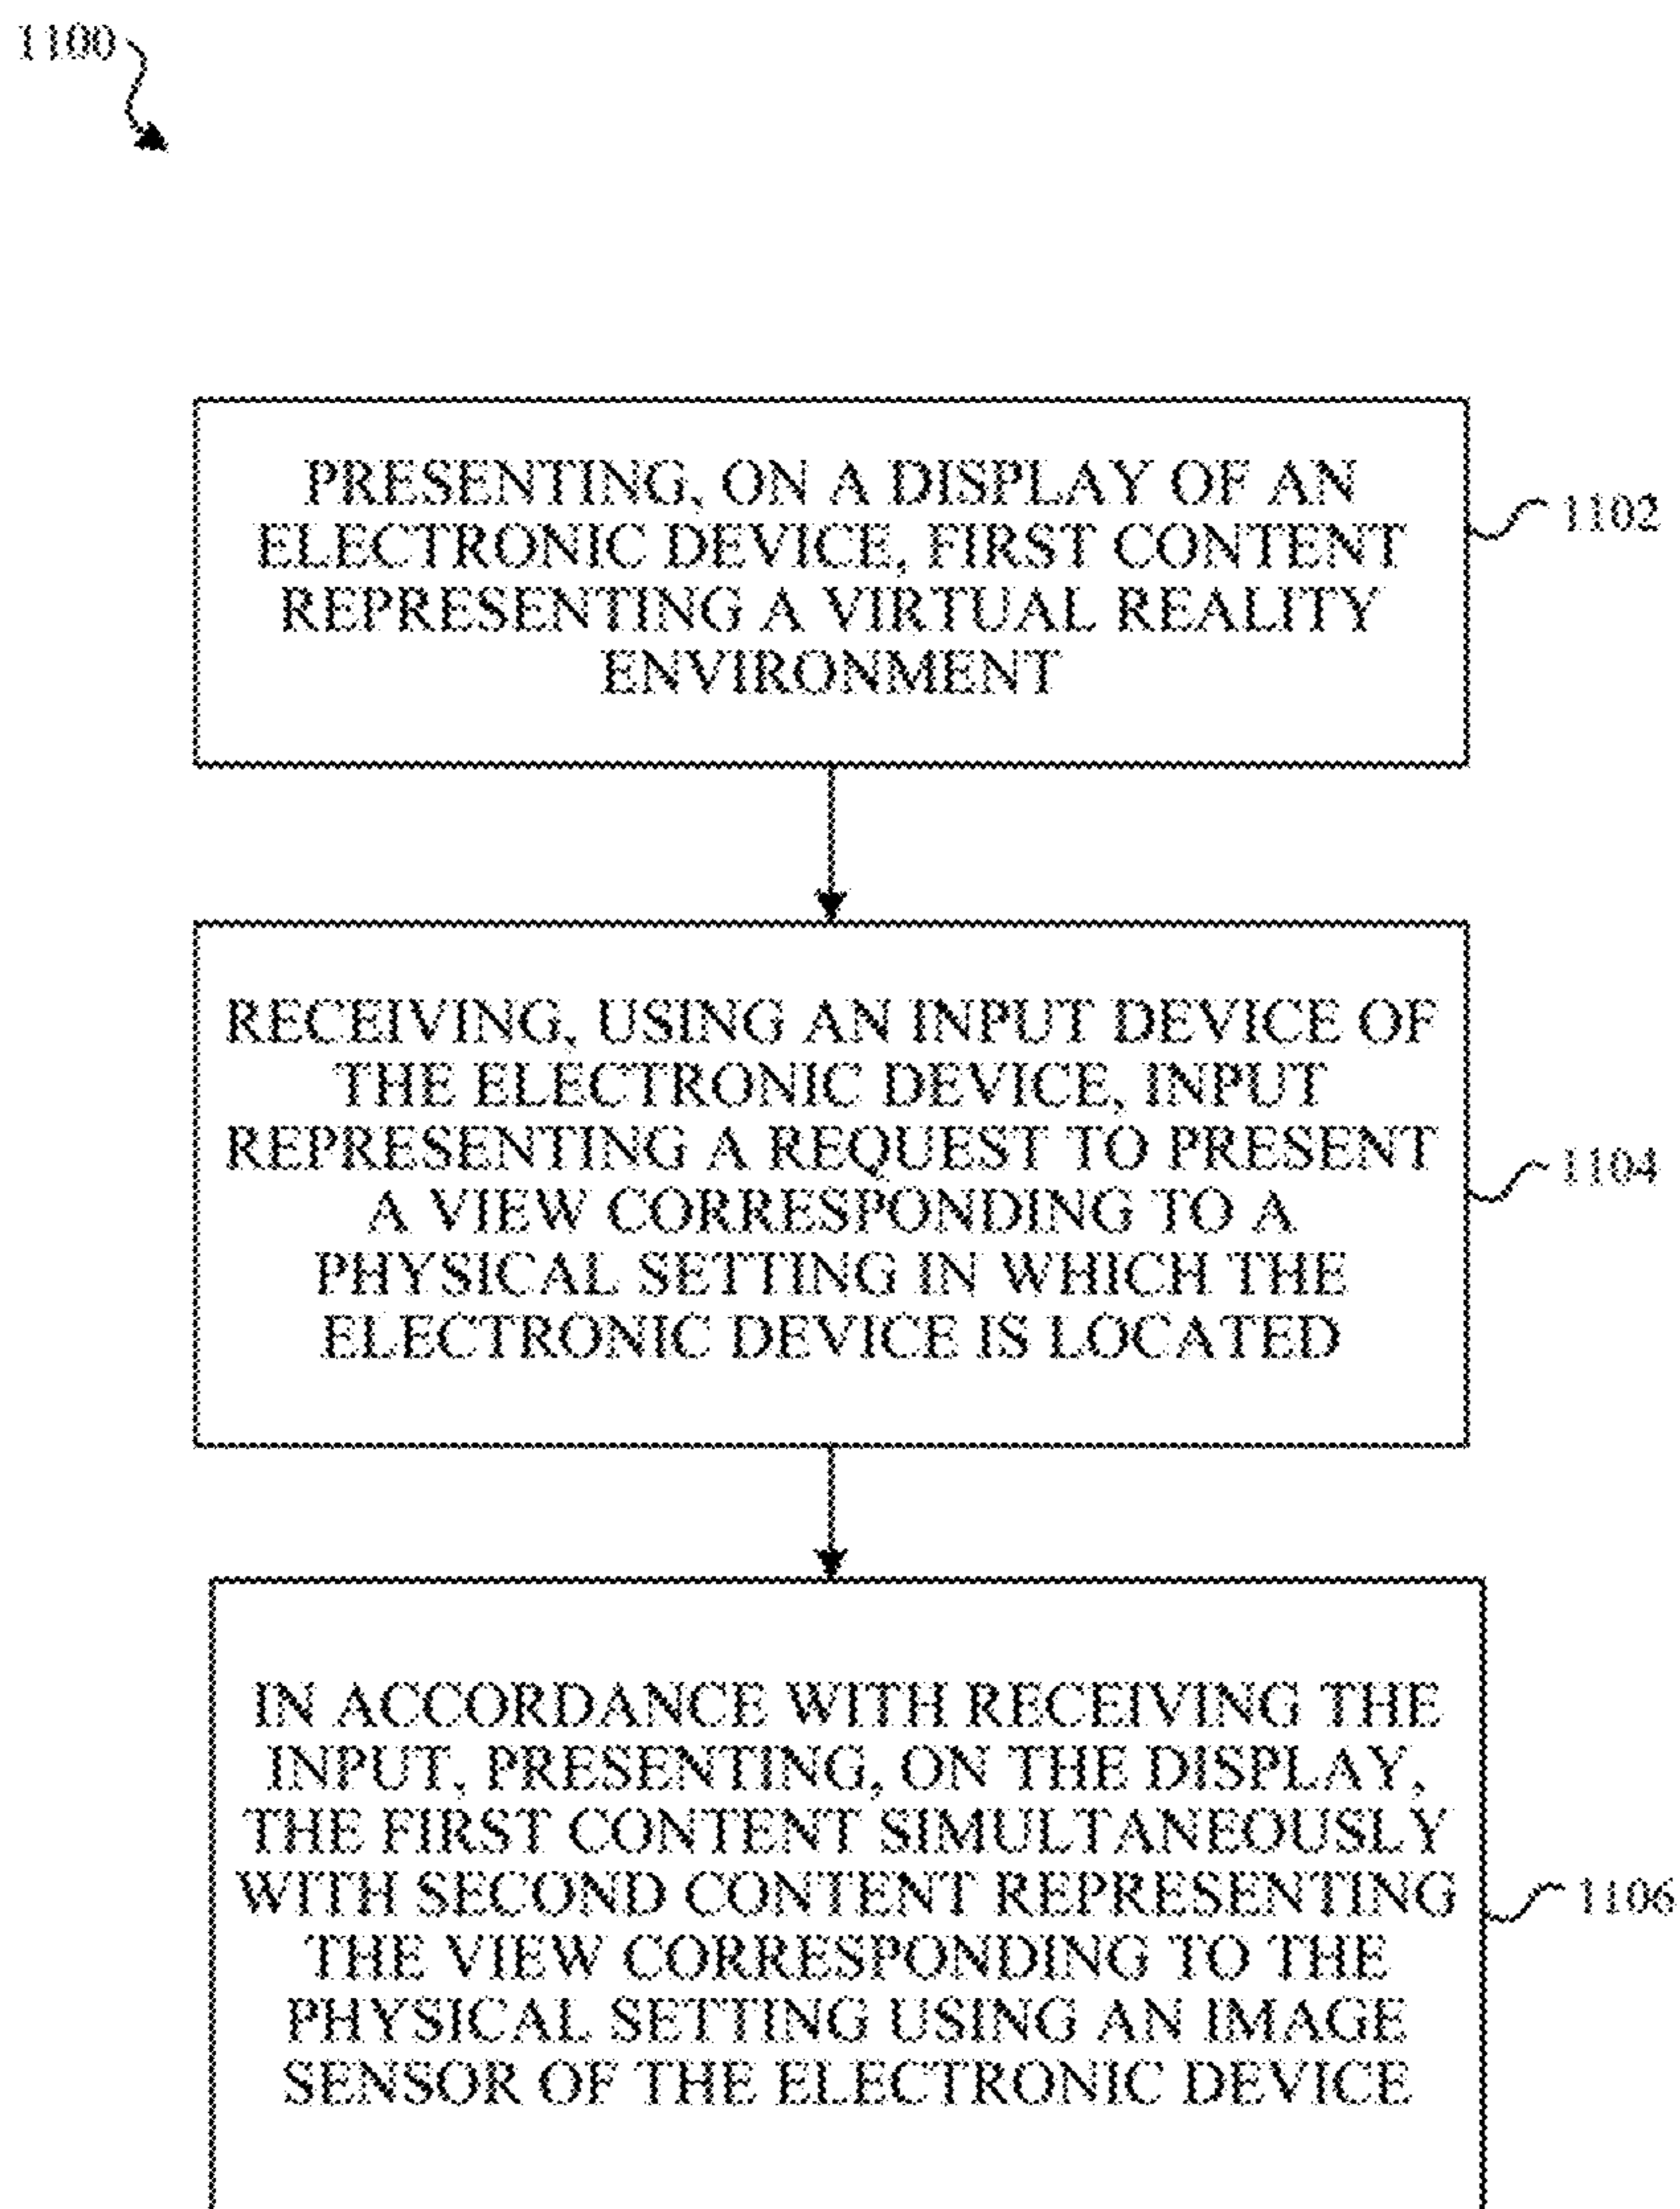 1100
PRESENTING, ON A DISPLAY OF AN
ELECTRONIC DEVICE, FIRST CONTENT
REPRESENTING A VIRTUAL REALITY
ENVIRONMENT
1102
RECEIVING, USING AN INPUT DEVICE OF
THE ELECTRONIC DEVICE, INPUT
REPRESENTING A REQUEST TO PRESENT
A VIEW CORRESPONDING TO A
PHYSICAL SETTING IN WHICH THE
ELECTRONIC DEVICE IS LOCATED
1104
IN ACCORDANCE WITH RECEIVING THE
INPUT, PRESENTING, ON THE DISPLAY,
THE FIRST CONTENT SIMULTANEOUSLY
WITH SECOND CONTENT REPRESENTING
THE VIEW CORRESPONDING TO THE
PHYSICAL SETTING USING AN IMAGE
SENSOR OF THE ELECTRONIC DEVICE
1106